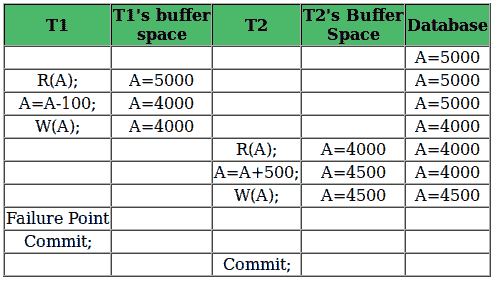 T1 T1's buffer space T2 T2's Buffer Space Database
A=5000
R(A); A=5000 A=5000
A=A-100; A=4000 A=5000
W(A); A=4000 A=4000
R(A); A=4000 A=4000
A=A+500; A=4500 A=4000
W(A); A=4500 A=4500
Failure Point
Commit;
Commit;